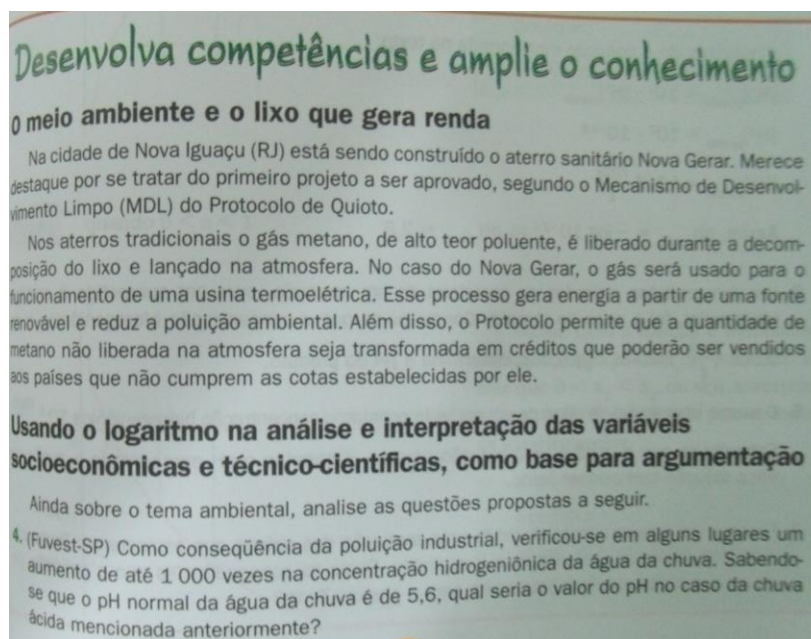 Desenvolva competências e amplie o conhecimento
O meio ambiente e o lixo que gera renda
Na cidade de Nova Iguaçu (RJ) está sendo construído o aterro sanitário Nova Gerar. Merece
destaque por se tratar do primeiro projeto a ser aprovado, segundo o Mecanismo de Desenvol-
vimento Limpo (MDL) do Protocolo de Quioto.
Nos aterros tradicionais o gás metano, de alto teor poluente, é liberado durante a decom-
posição do lixo e lançado na atmosfera. No caso do Nova Gerar, o gás será usado para o
funcionamento de uma usina termoelétrica. Esse processo gera energia a partir de uma fonte
renovável e reduz a poluição ambiental. Além disso, o Protocolo permite que a quantidade de
metano não liberada na atmosfera seja transformada em créditos que poderão ser vendidos
aos países que não cumprem as cotas estabelecidas por ele.
Usando o logaritmo na análise e interpretação das variáveis
socioeconômicas e técnico-científicas, como base para argumentação
Ainda sobre o tema ambiental, analise as questões propostas a seguir.
4. (Fuvest-SP) Como conseqüência da poluição industrial, verificou-se em alguns lugares um
aumento de até 1 000 vezes na concentração hidrogeniônica da água da chuva. Sabendo-
se que o pH normal da água da chuva é de 5,6, qual seria o valor do pH no caso da chuva
ácida mencionada anteriormente?